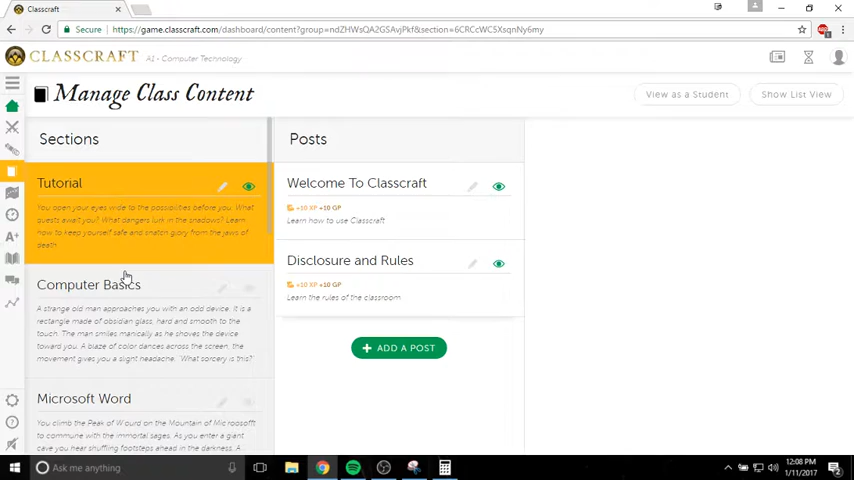 Classcraft
Secure
https://game.classcraft.com/dashboard/content?group=ndZHWsQA2GSAvjPkf&section=6CRCcWC5XsqnNy6my
CLASSCRAFT
A1 - Computer Technology
Manage Class Content
View as a Student
Show List View
Sections
Posts
Tutorial
You open your eyes wide to the possibilities before you. What
quests await you? What dangers lurk in the shadows? Learn
how to keep yourself safe and snatch glory from the jaws of
death.
Welcome To Classcraft
+10 XP +10 GP
Learn how to use Classcraft
Disclosure and Rules
+10 XP +10 GP
Learn the rules of the classroom
ADD A POST
Computer Basics
A strange old man approaches you with an odd device. It is a
rectangle made of obsidian glass, hard and smooth to the
touch. The man smiles manically as he shoves the device
toward you. A blaze of color dances across the screen, the
movement gives you a slight headache. "What sorcery is this?"
Microsoft Word
You climb the Peak of W ourd on the Mountain of Mic roosofft
to commune with the immortal sages. As you enter a giant
cave you hear shuffling footsteps ahead in the darkness. A
Ask me anything
12:08 PM
1/11/2017